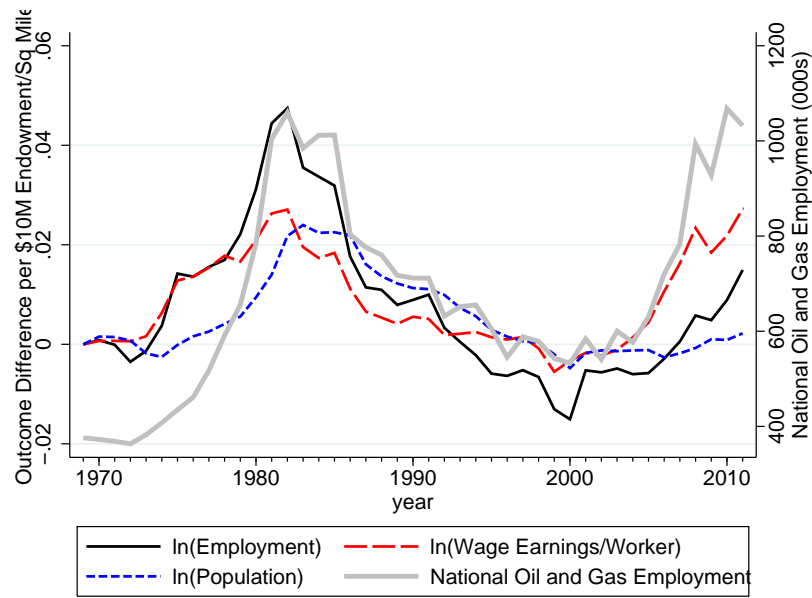 Outcome Difference per $10M Endowment/Sq Mile
.06
.04
.02
0
-.02
1200
1000
800
600
400
National Oil and Gas Employment (000s)
1970
1980
1990
2000
2010
year
ln(Employment)
ln(Wage Earnings/Worker)
ln(Population)
National Oil and Gas Employment